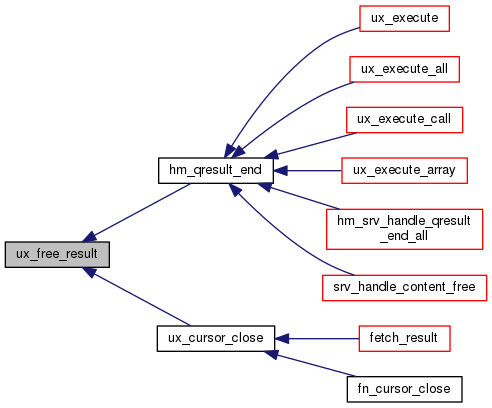 ux_execute
ux_execute_all
ux_execute_call
hm_qresult_end
ux_execute_array
hm_srv_handle_qresult
_end_all
ux_free_result
srv_handle_content_free
ux_cursor_close
fetch_result
fn_cursor_close